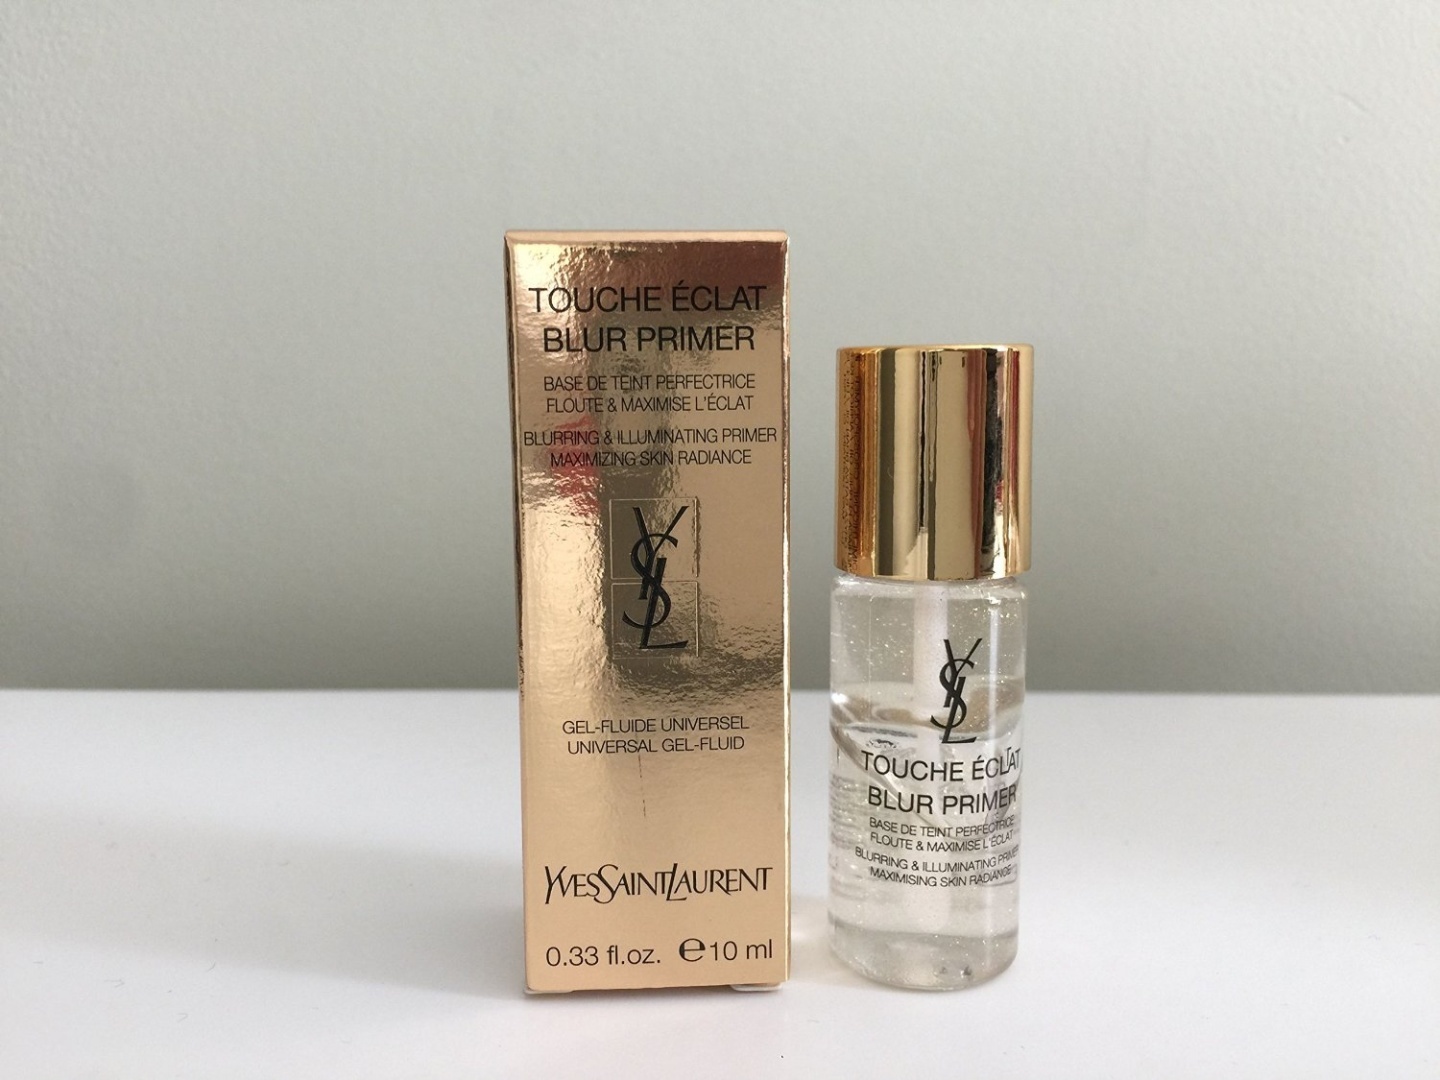 TOUCHE ÉCLAT
BLUR PRIMER
BASE DE TEINT PERFECTRICE
FLOUTE & MAXIMISE L'ÉCLAT
BLURRING & ILLUMINATING PRIMER
MAXIMIZING SKIN RADIANCE
YSL
GEL-FLUIDE UNIVERSEL
UNIVERSAL GEL-FLUID
YVESSAINTLAURENT
0.33 fl.oz. ℮10 ml
YSL
TOUCHE ÉCLAT
BLUR PRIMER
BASE DE TEINT PERFECTRICE
FLOUTE & MAXIMISE L'ÉCLAT
BLURRING & ILLUMINATING PRIMER
MAXIMISING SKIN RADIANCE